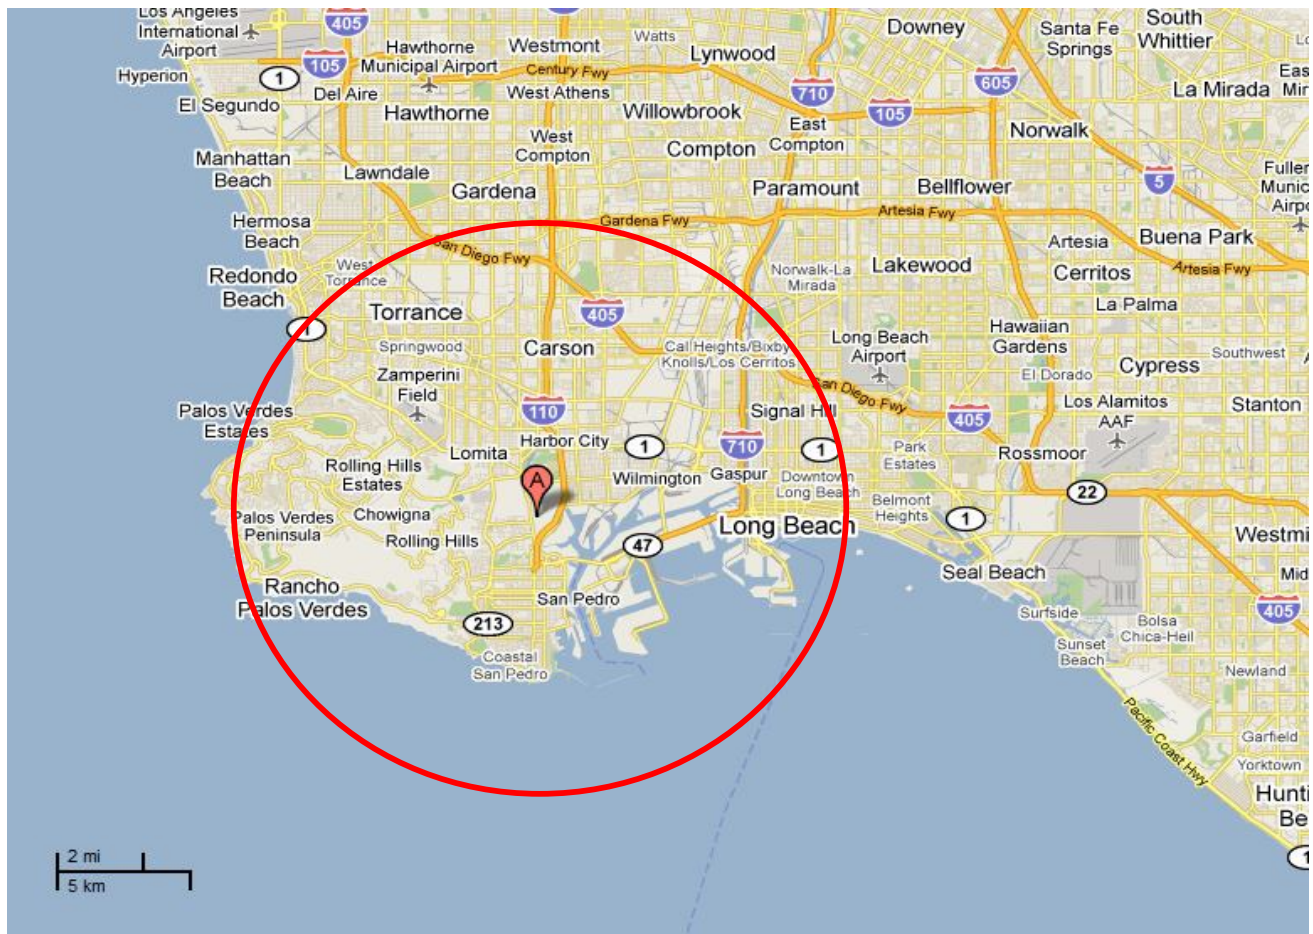 Los Angeles
International
Airport
405
Hawthorne
Municipal Airport
Westmont
Watts
Lynwood
Downey
Santa Fe
Springs
South
Whittier
Hyperion
1
105
Del Aire
Century Fwy
West Athens
710
605
La Mirada
El Segundo
Hawthorne
Willowbrook
105
East
Compton
Norwalk
West
Compton
Compton
Manhattan
Beach
Lawndale
Gardena
Paramount
Bellflower
5
Hermosa
Beach
Gardena Fwy
Artesia Fwy
San Diego Fwy
Artesia
Buena Park
Redondo
Beach
West
Torrance
Norwalk-La
Mirada
Lakewood
Cerritos
Artesia Fwy
La Palma
1
Torrance
405
Springwood
Carson
Cal Heights/Bixby
Knolls/Los Cerritos
Long Beach
Airport
Hawaiian
Gardens
Southwest
Zamperini
Field
El Dorado
Cypress
San Diego Fwy
Palos Verdes
Estates
110
Signal Hill
405
Los Alamitos
AAF
Stanton
Lomita
Harbor City
1
710
1
Park
Estates
Rossmoor
Rolling Hills
Estates
A
Wilmington
Gaspur
Downtown
Long Beach
22
Palos Verdes
Peninsula
Chowigna
Rolling Hills
Long Beach
Belmont
Heights
1
47
Seal Beach
Rancho
Palos Verdes
San Pedro
Surfside
405
213
Bolsa
Chica-Heil
Sunset
Beach
Coastal
San Pedro
Newland
Pacific Coast Hwy
Garfield
Yorktown
2 mi
5 km